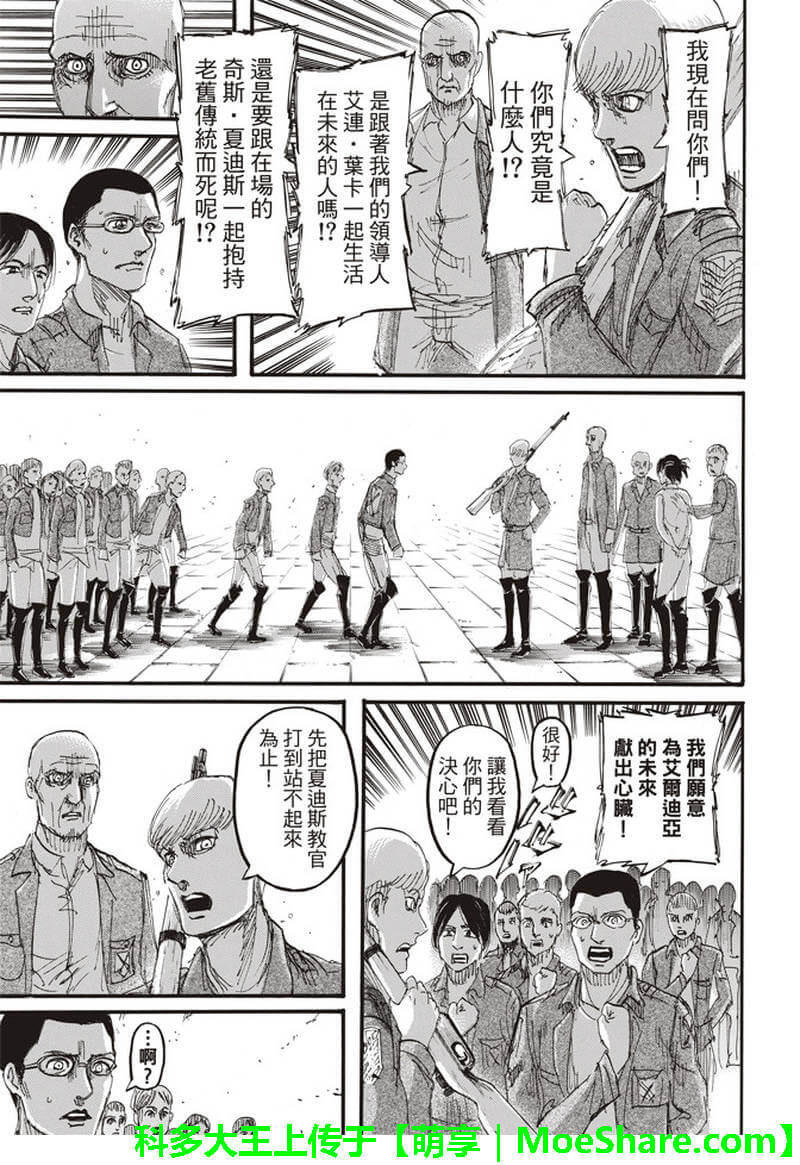 我現在問你們！
你們究竟是
什麼人!?
是跟著我們的領導人
艾連・葉卡一起生活
在未來的人嗎!?
還是要跟在場的
奇斯・夏迪斯一起抱持
老舊傳統而死呢!?
我們願意
為艾爾迪亞
的未來
獻出心臟！
很好！
讓我看看
你們的
決心吧！
先把夏迪斯教官
打到站不起來
為止！
…啊？
科多大王上传于【萌享｜MoeShare.com】